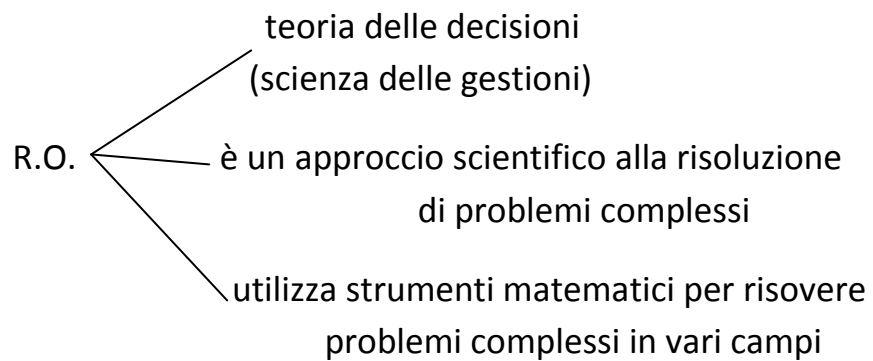 teoria delle decisioni
(scienza delle gestioni)
R.O.
è un approccio scientifico alla risoluzione
di problemi complessi
utilizza strumenti matematici per risovere
problemi complessi in vari campi